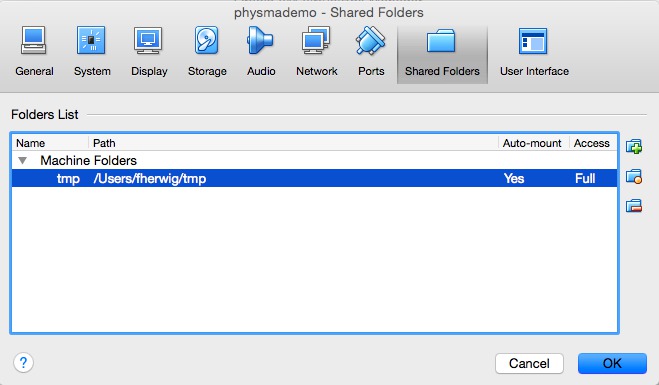 physmademo - Shared Folders
General System Display Storage Audio Network Ports Shared Folders User Interface
Folders List
Name Path Auto-mount Access
Machine Folders
tmp /Users/fherwig/tmp Yes Full
? Cancel OK